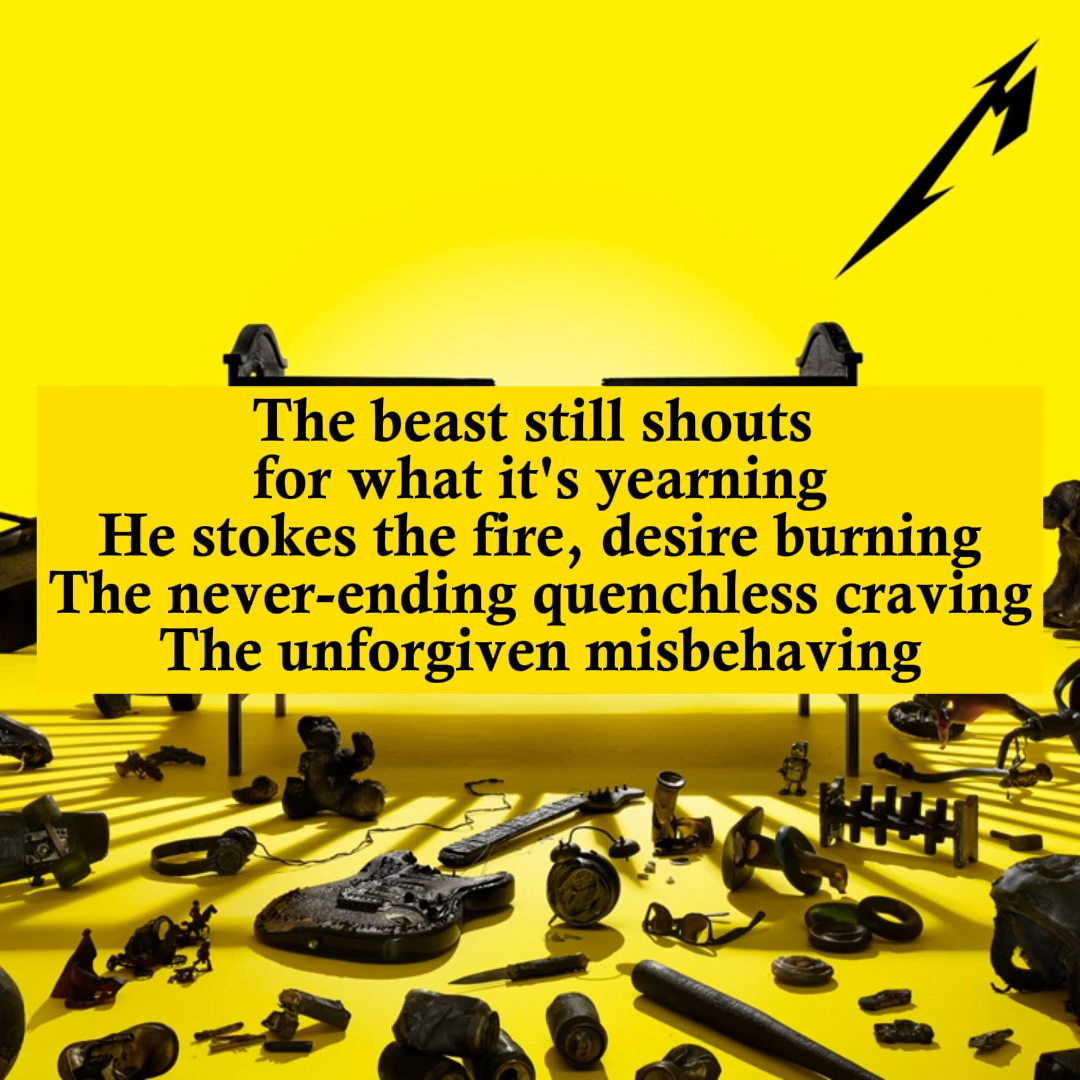 The beast still shouts
for what it's yearning
He stokes the fire, desire burning
The never-ending quenchless craving
The unforgiven misbehaving